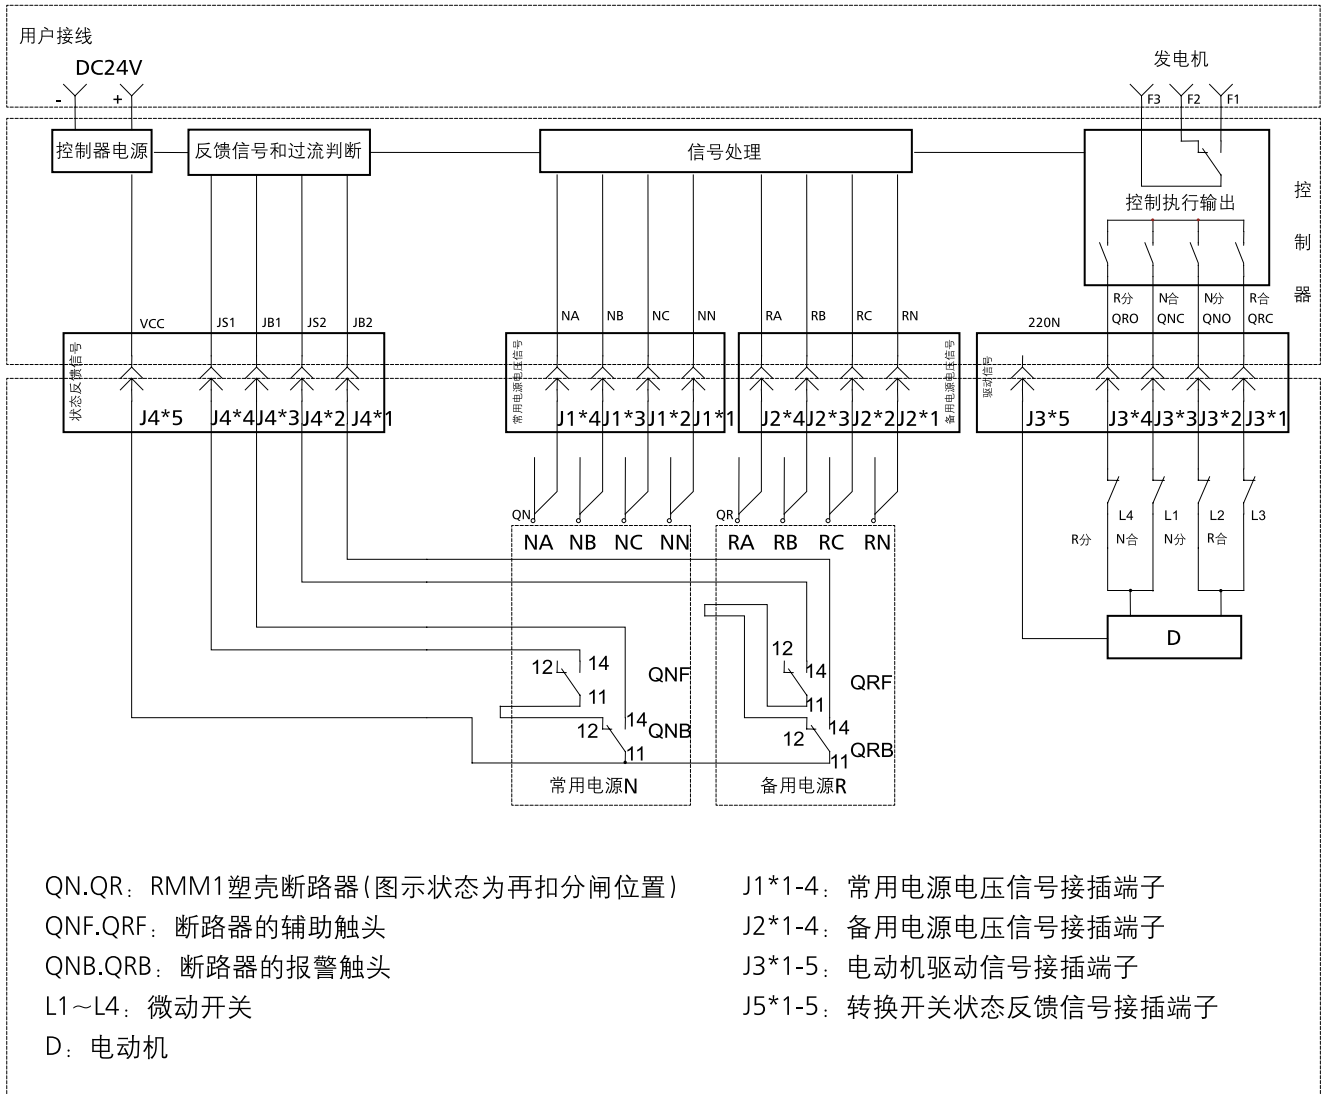 用户接线
DC24V
- +
发电机
F3 F2 F1
控制器电源 反馈信号和过流判断 信号处理
控制执行输出
控制器
R分 N合 N分 R合
VCC JS1 JB1 JS2 JB2 NA NB NC NN RA RB RC RN 220N QRO QNC QNO QRC
状态反馈信号 常用电源电压信号 备用电源电压信号 驱动信号
J4*5 J4*4 J4*3 J4*2 J4*1 J1*4 J1*3 J1*2 J1*1 J2*4 J2*3 J2*2 J2*1 J3*5 J3*4 J3*3 J3*2 J3*1
QN QR L4 L1 L2 L3
NA NB NC NN RA RB RC RN R分 N合 N分 R合
D
12 14 QNF 12 14 QRF
11 11
12 14 QNB 12 14 QRB
11 11
常用电源N 备用电源R
QN.QR：RMM1塑壳断路器(图示状态为再扣分闸位置)
QNF.QRF：断路器的辅助触头
QNB.QRB：断路器的报警触头
L1~L4：微动开关
D：电动机
J1*1-4：常用电源电压信号接插端子
J2*1-4：备用电源电压信号接插端子
J3*1-5：电动机驱动信号接插端子
J5*1-5：转换开关状态反馈信号接插端子